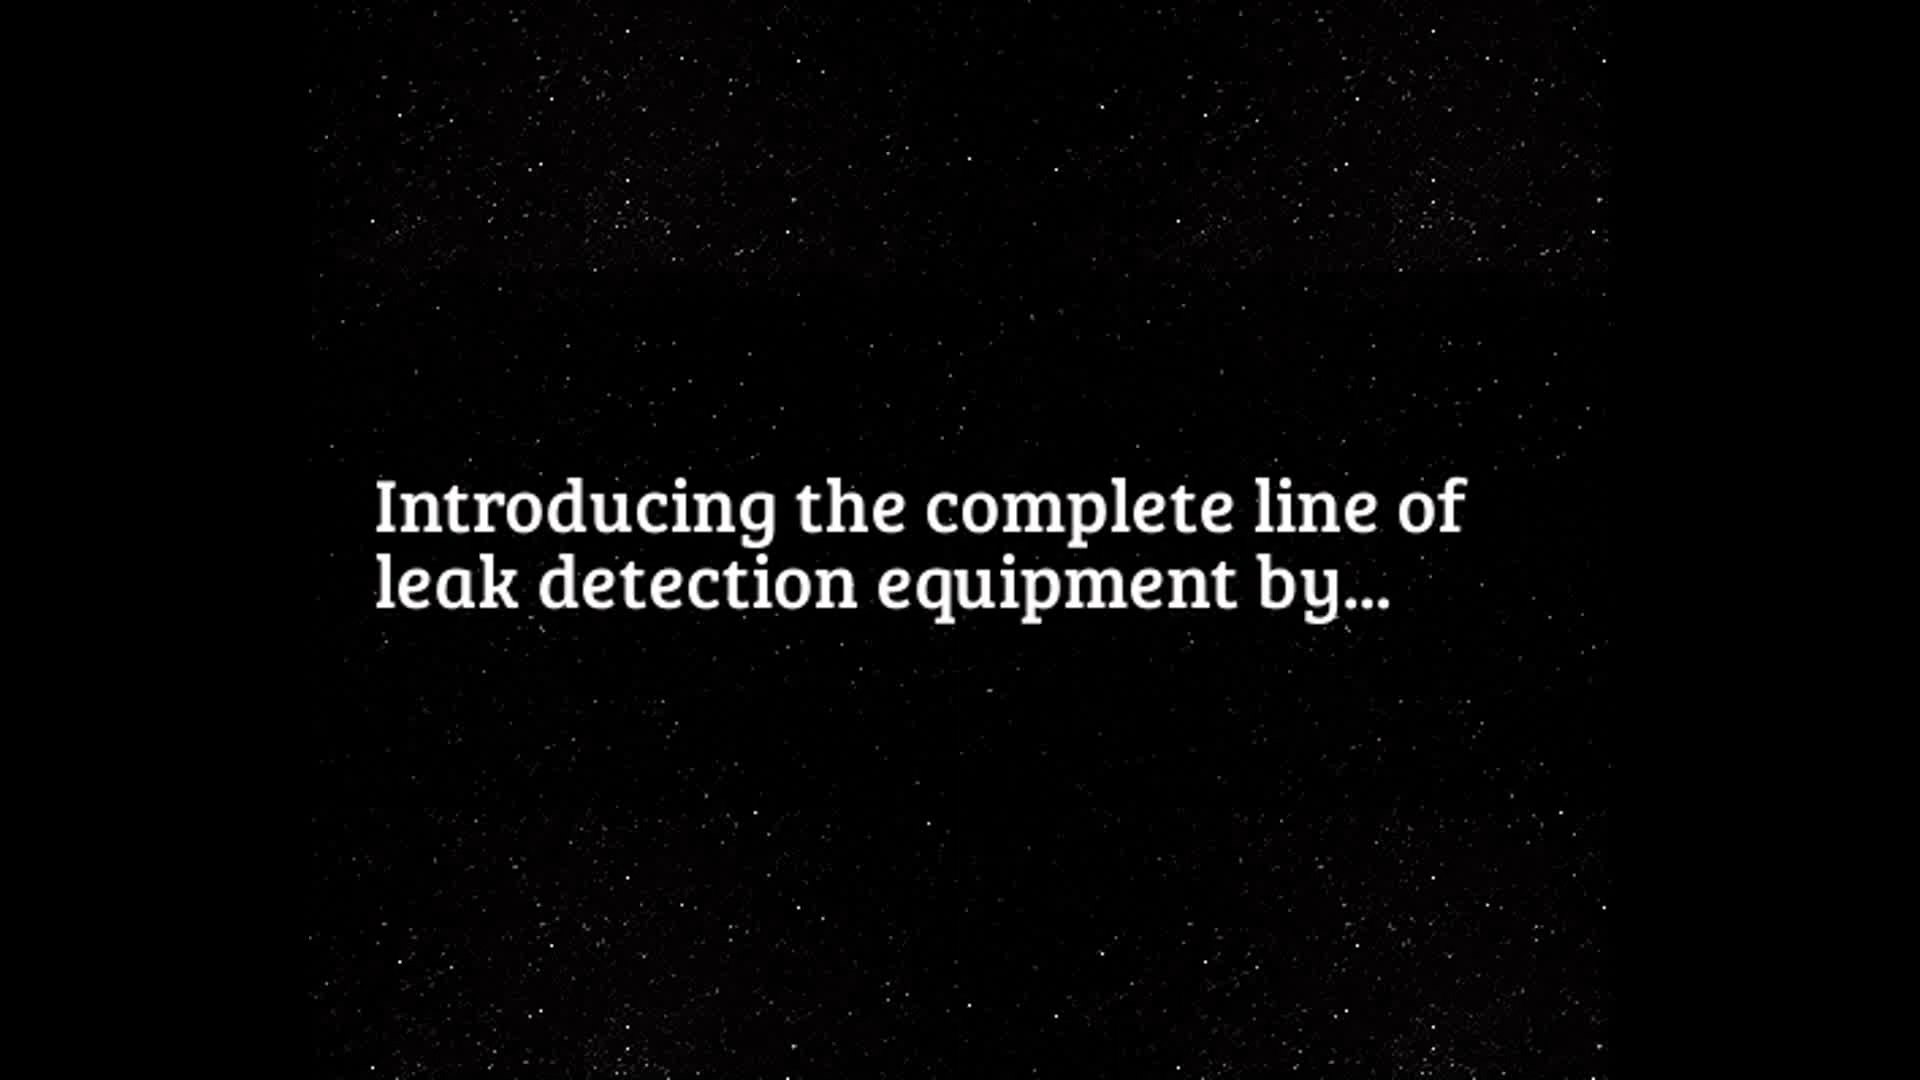 Introducing the complete line of
leak detection equipment by...